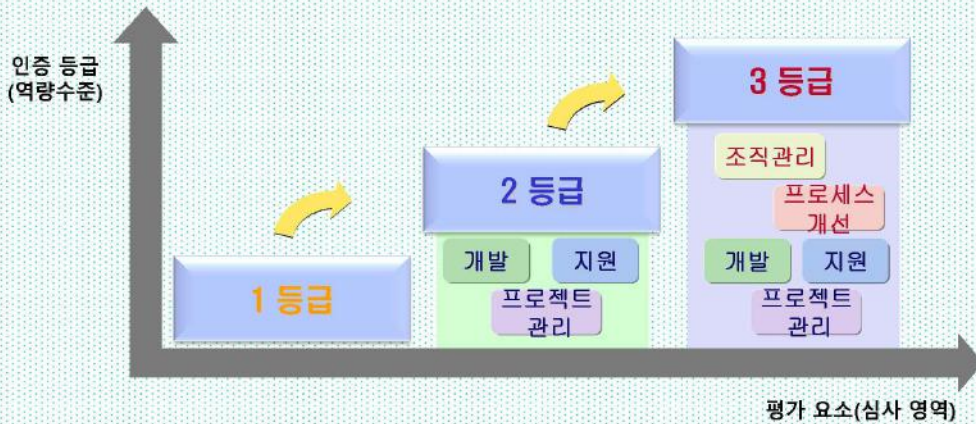 인증 등급
(역량수준)
3 등급
조직관리
프로세스
개선
2 등급
개발
지원
개발
지원
1 등급
프로젝트
관리
프로젝트
관리
평가 요소(심사 영역)